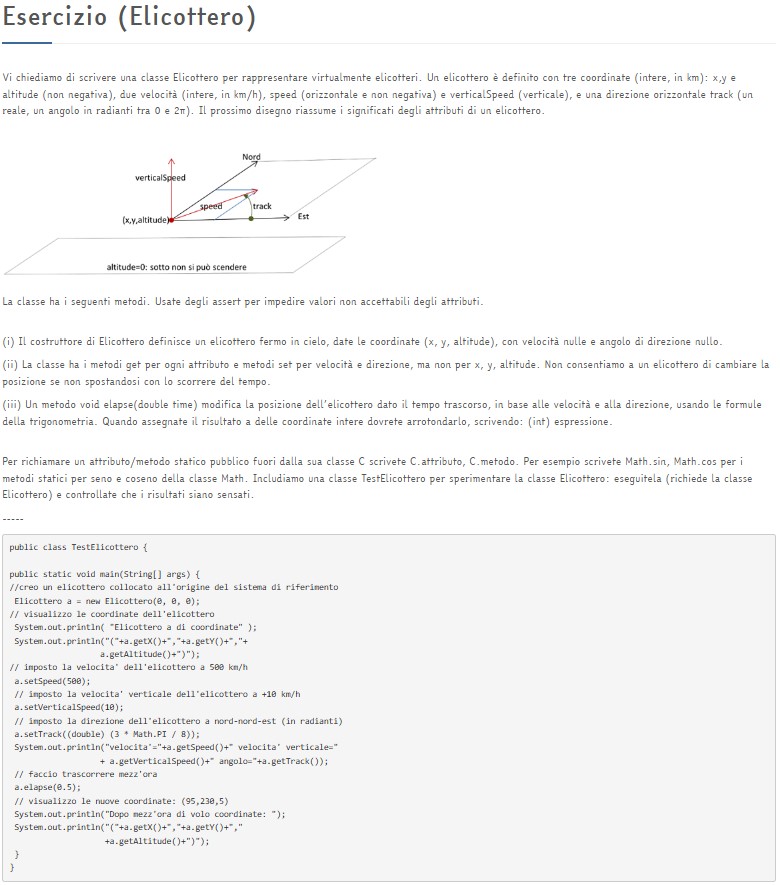 Esercizio (Elicottero)
Vi chiediamo di scrivere una classe Elicottero per rappresentare virtualmente elicotteri. Un elicottero è definito con tre coordinate (intere, in km): x,y e
altitude (non negativa), due velocità (intere, in km/h), speed (orizzontale e non negativa) e verticalSpeed (verticale), e una direzione orizzontale track (un
reale, un angolo in radianti tra 0 e 2π). Il prossimo disegno riassume i significati degli attributi di un elicottero.
Nord
verticalSpeed
speed
track
(x,y,altitude)
Est
altitude=0: sotto non si può scendere
La classe ha i seguenti metodi. Usate degli assert per impedire valori non accettabili degli attributi.
(i) Il costruttore di Elicottero definisce un elicottero fermo in cielo, date le coordinate (x, y, altitude), con velocità nulle e angolo di direzione nullo.
(ii) La classe ha i metodi get per ogni attributo e metodi set per velocità e direzione, ma non per x, y, altitude. Non consentiamo a un elicottero di cambiare la
posizione se non spostandosi con lo scorrere del tempo.
(iii) Un metodo void elapse(double time) modifica la posizione dell'elicottero dato il tempo trascorso, in base alle velocità e alla direzione, usando le formule
della trigonometria. Quando assegnate il risultato a delle coordinate intere dovrete arrotondarlo, scrivendo: (int) espressione.
Per richiamare un attributo/metodo statico pubblico fuori dalla sua classe C scrivete C.attributo, C.metodo. Per esempio scrivete Math.sin, Math.cos per i
metodi statici per seno e coseno della classe Math. Includiamo una classe TestElicottero per sperimentare la classe Elicottero: eseguitela (richiede la classe
Elicottero) e controllate che i risultati siano sensati.
-----
public class TestElicottero {
public static void main(String[] args) {
//creo un elicottero collocato all'origine del sistema di riferimento
Elicottero a = new Elicottero(0, 0, 0);
// visualizzo le coordinate dell'elicottero
System.out.println( "Elicottero a di coordinate" );
System.out.println("("+a.getX()+","+a.getY()+","+
a.getAltitude()+")");
// imposto la velocita' dell'elicottero a 500 km/h
a.setSpeed(500);
// imposto la velocita' verticale dell'elicottero a +10 km/h
a.setVerticalSpeed(10);
// imposto la direzione dell'elicottero a nord-nord-est (in radianti)
a.setTrack((double) (3 * Math.PI / 8));
System.out.println("velocita'="+a.getSpeed()+" velocita' verticale="
+ a.getVerticalSpeed()+" angolo="+a.getTrack());
// faccio trascorrere mezz'ora
a.elapse(0.5);
// visualizzo le nuove coordinate: (95,230,5)
System.out.println("Dopo mezz'ora di volo coordinate: ");
System.out.println("("+a.getX()+","+a.getY()+","
+a.getAltitude()+")");
}
}